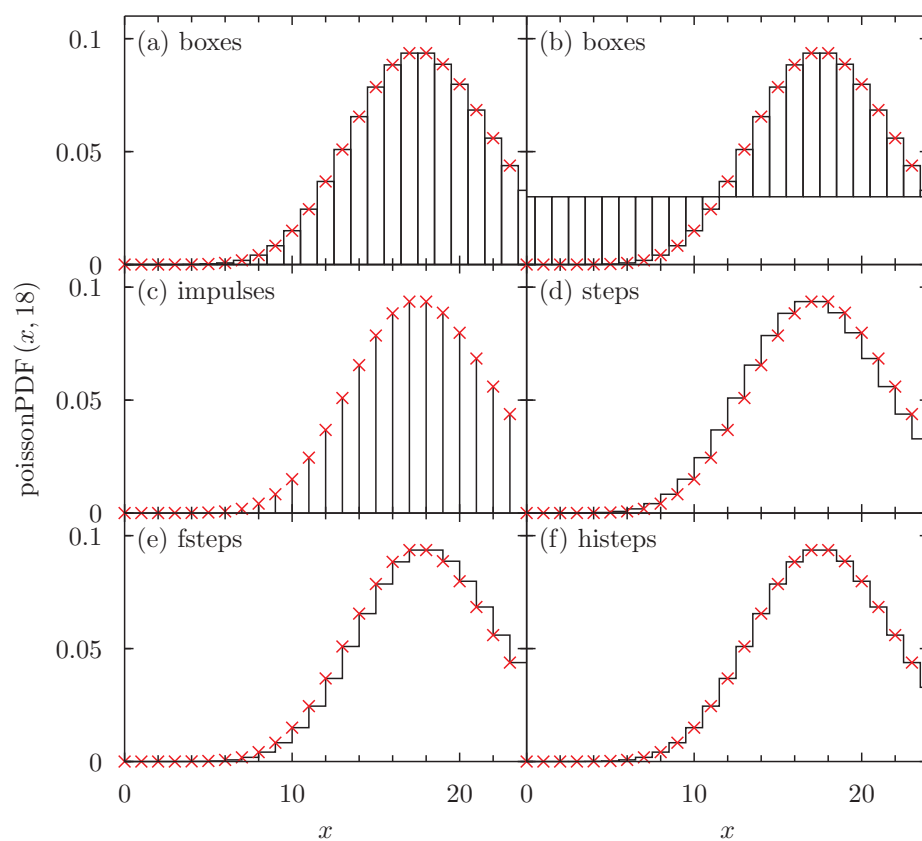 0.1
(a) boxes
(b) boxes
0.05
0
0.1
(c) impulses
(d) steps
poissonPDF (x, 18)
0.05
0
0.1
(e) fsteps
(f) histeps
0.05
0
0 10 20 0 10 20
x x